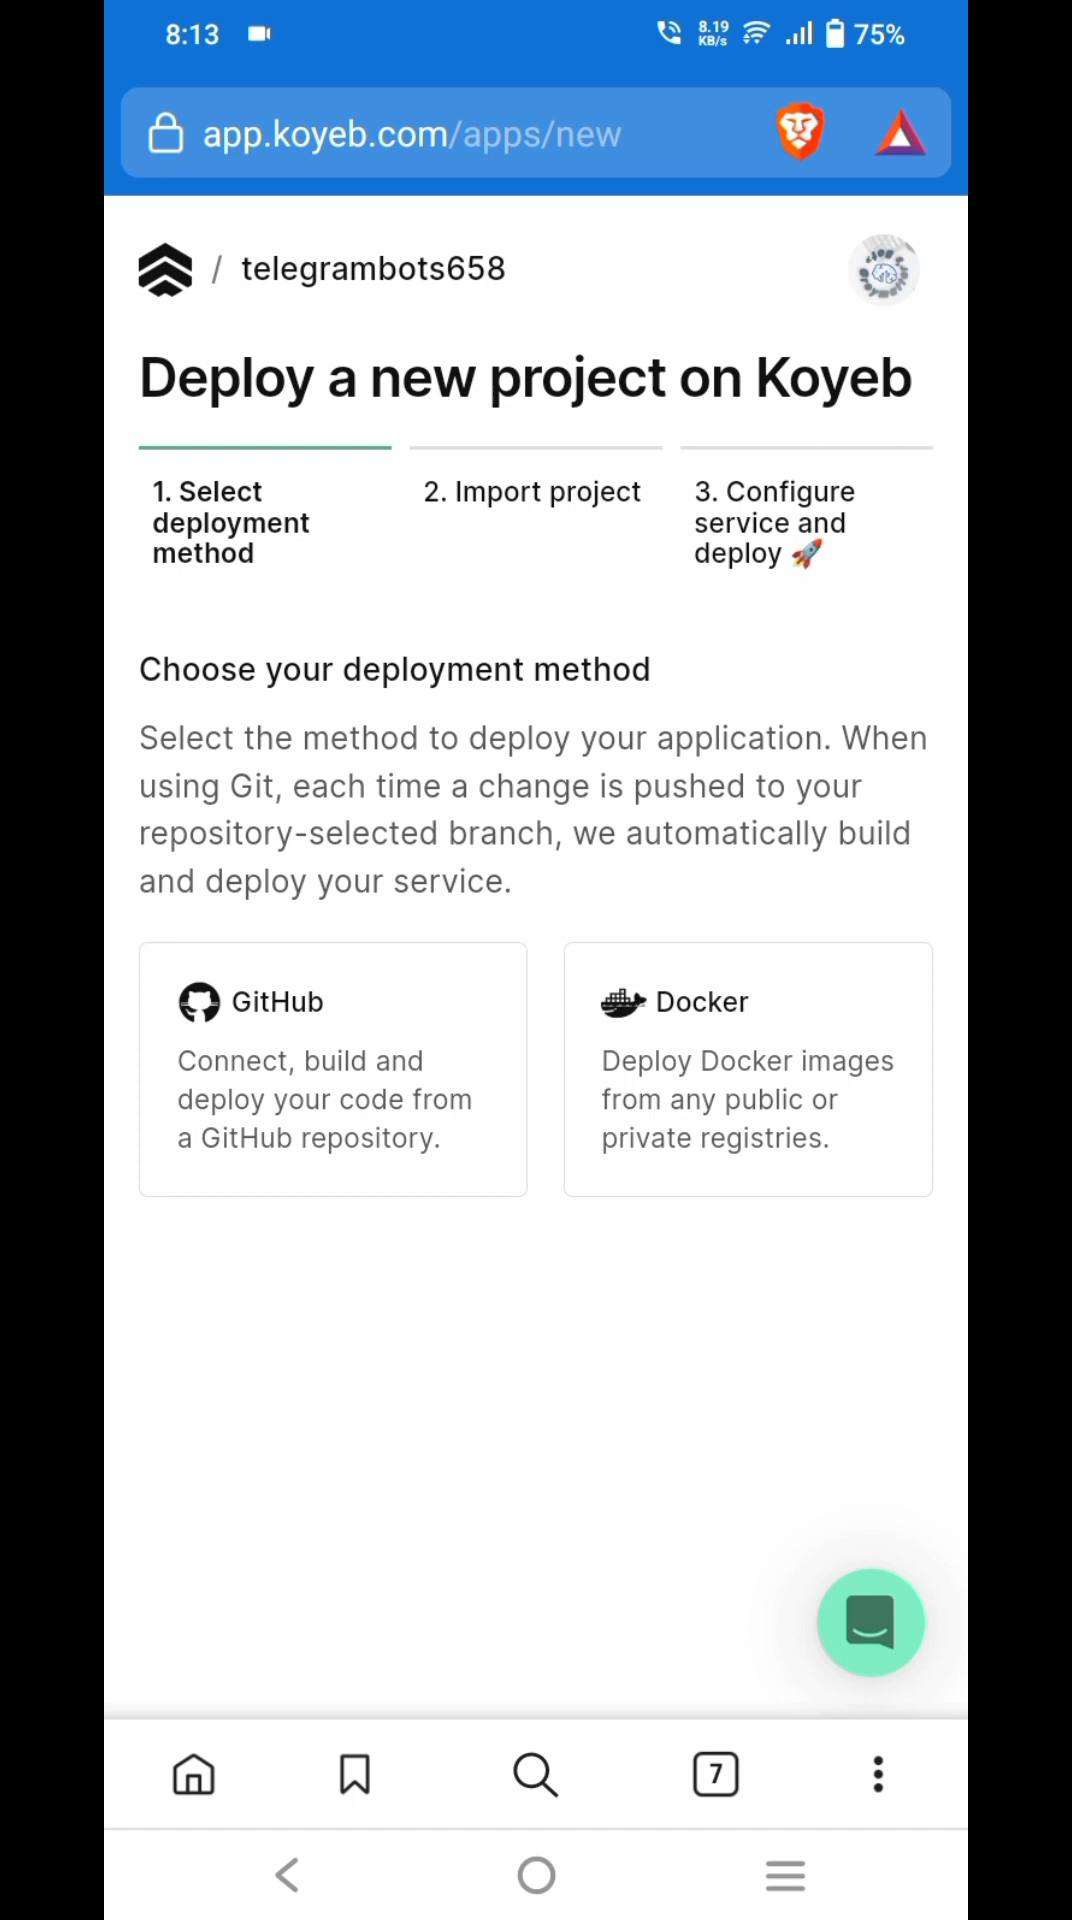 8:13
8.19
KB/s
75%
app.koyeb.com/apps/new
/ telegrambots658
Deploy a new project on Koyeb
1. Select
deployment
method
2. Import project
3. Configure
service and
deploy 🚀
Choose your deployment method
Select the method to deploy your application. When
using Git, each time a change is pushed to your
repository-selected branch, we automatically build
and deploy your service.
GitHub
Connect, build and
deploy your code from
a GitHub repository.
Docker
Deploy Docker images
from any public or
private registries.
7